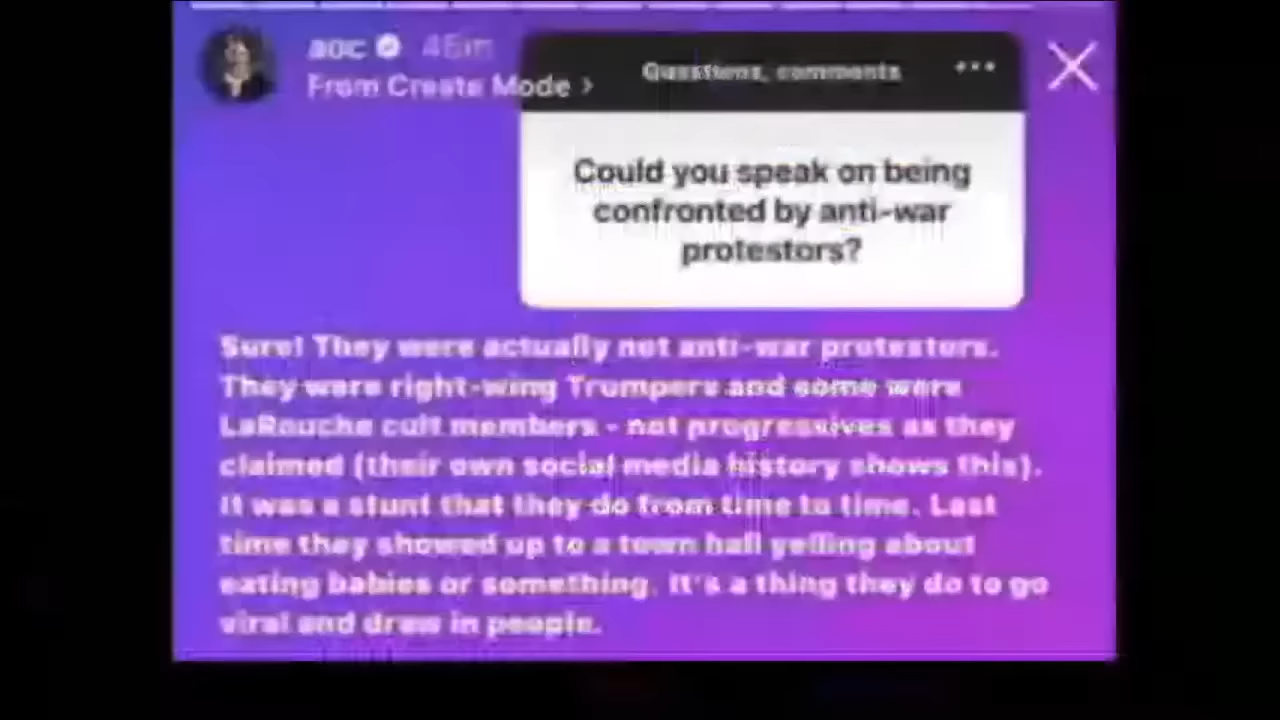 aoc 46m
From Create Mode >
Questions, comments
Could you speak on being
confronted by anti-war
protestors?
Sure! They were actually not anti-war protestors.
They were right-wing Trumpers and some were
LaRouche cult members - not progressives as they
claimed (their own social media history shows this).
It was a stunt that they do from time to time. Last
time they showed up to a town hall yelling about
eating babies or something. It's a thing they do to go
viral and draw in people.